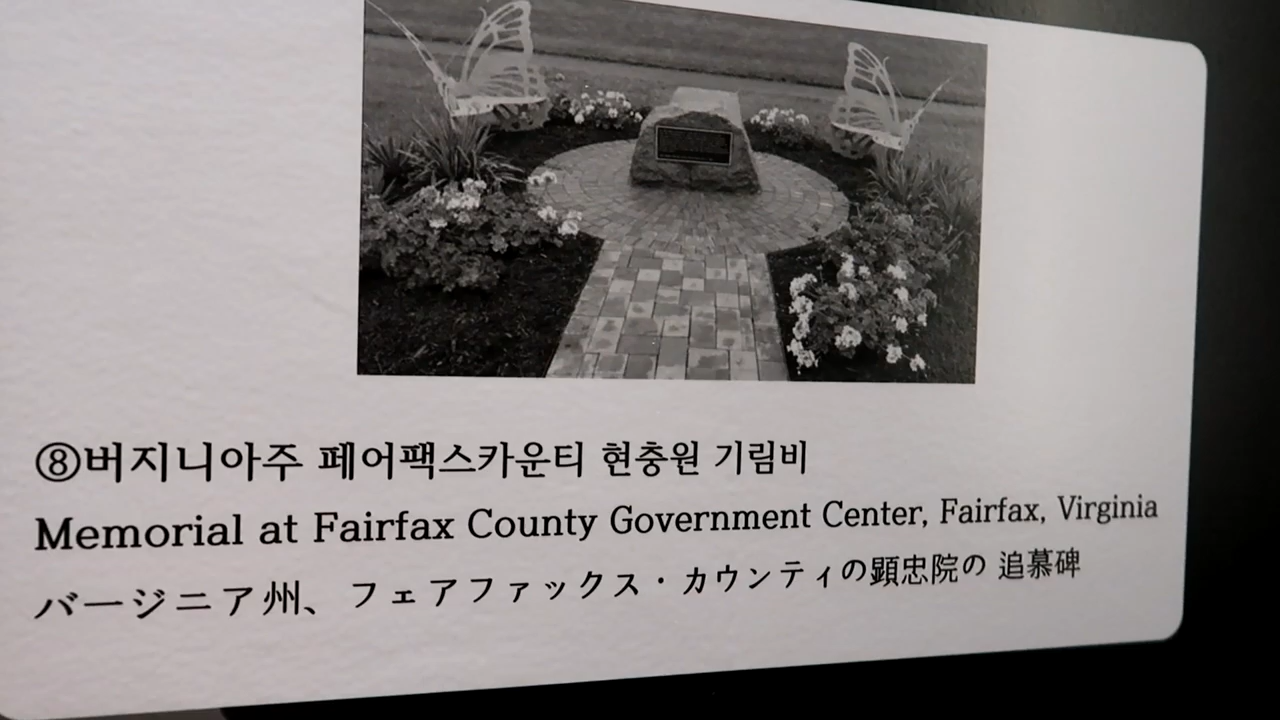 ⑧버지니아주 페어팩스카운티 현충원 기림비
Memorial at Fairfax County Government Center, Fairfax, Virginia
バージニア州、フェアファックス・カウンティの顕忠院の 追慕碑